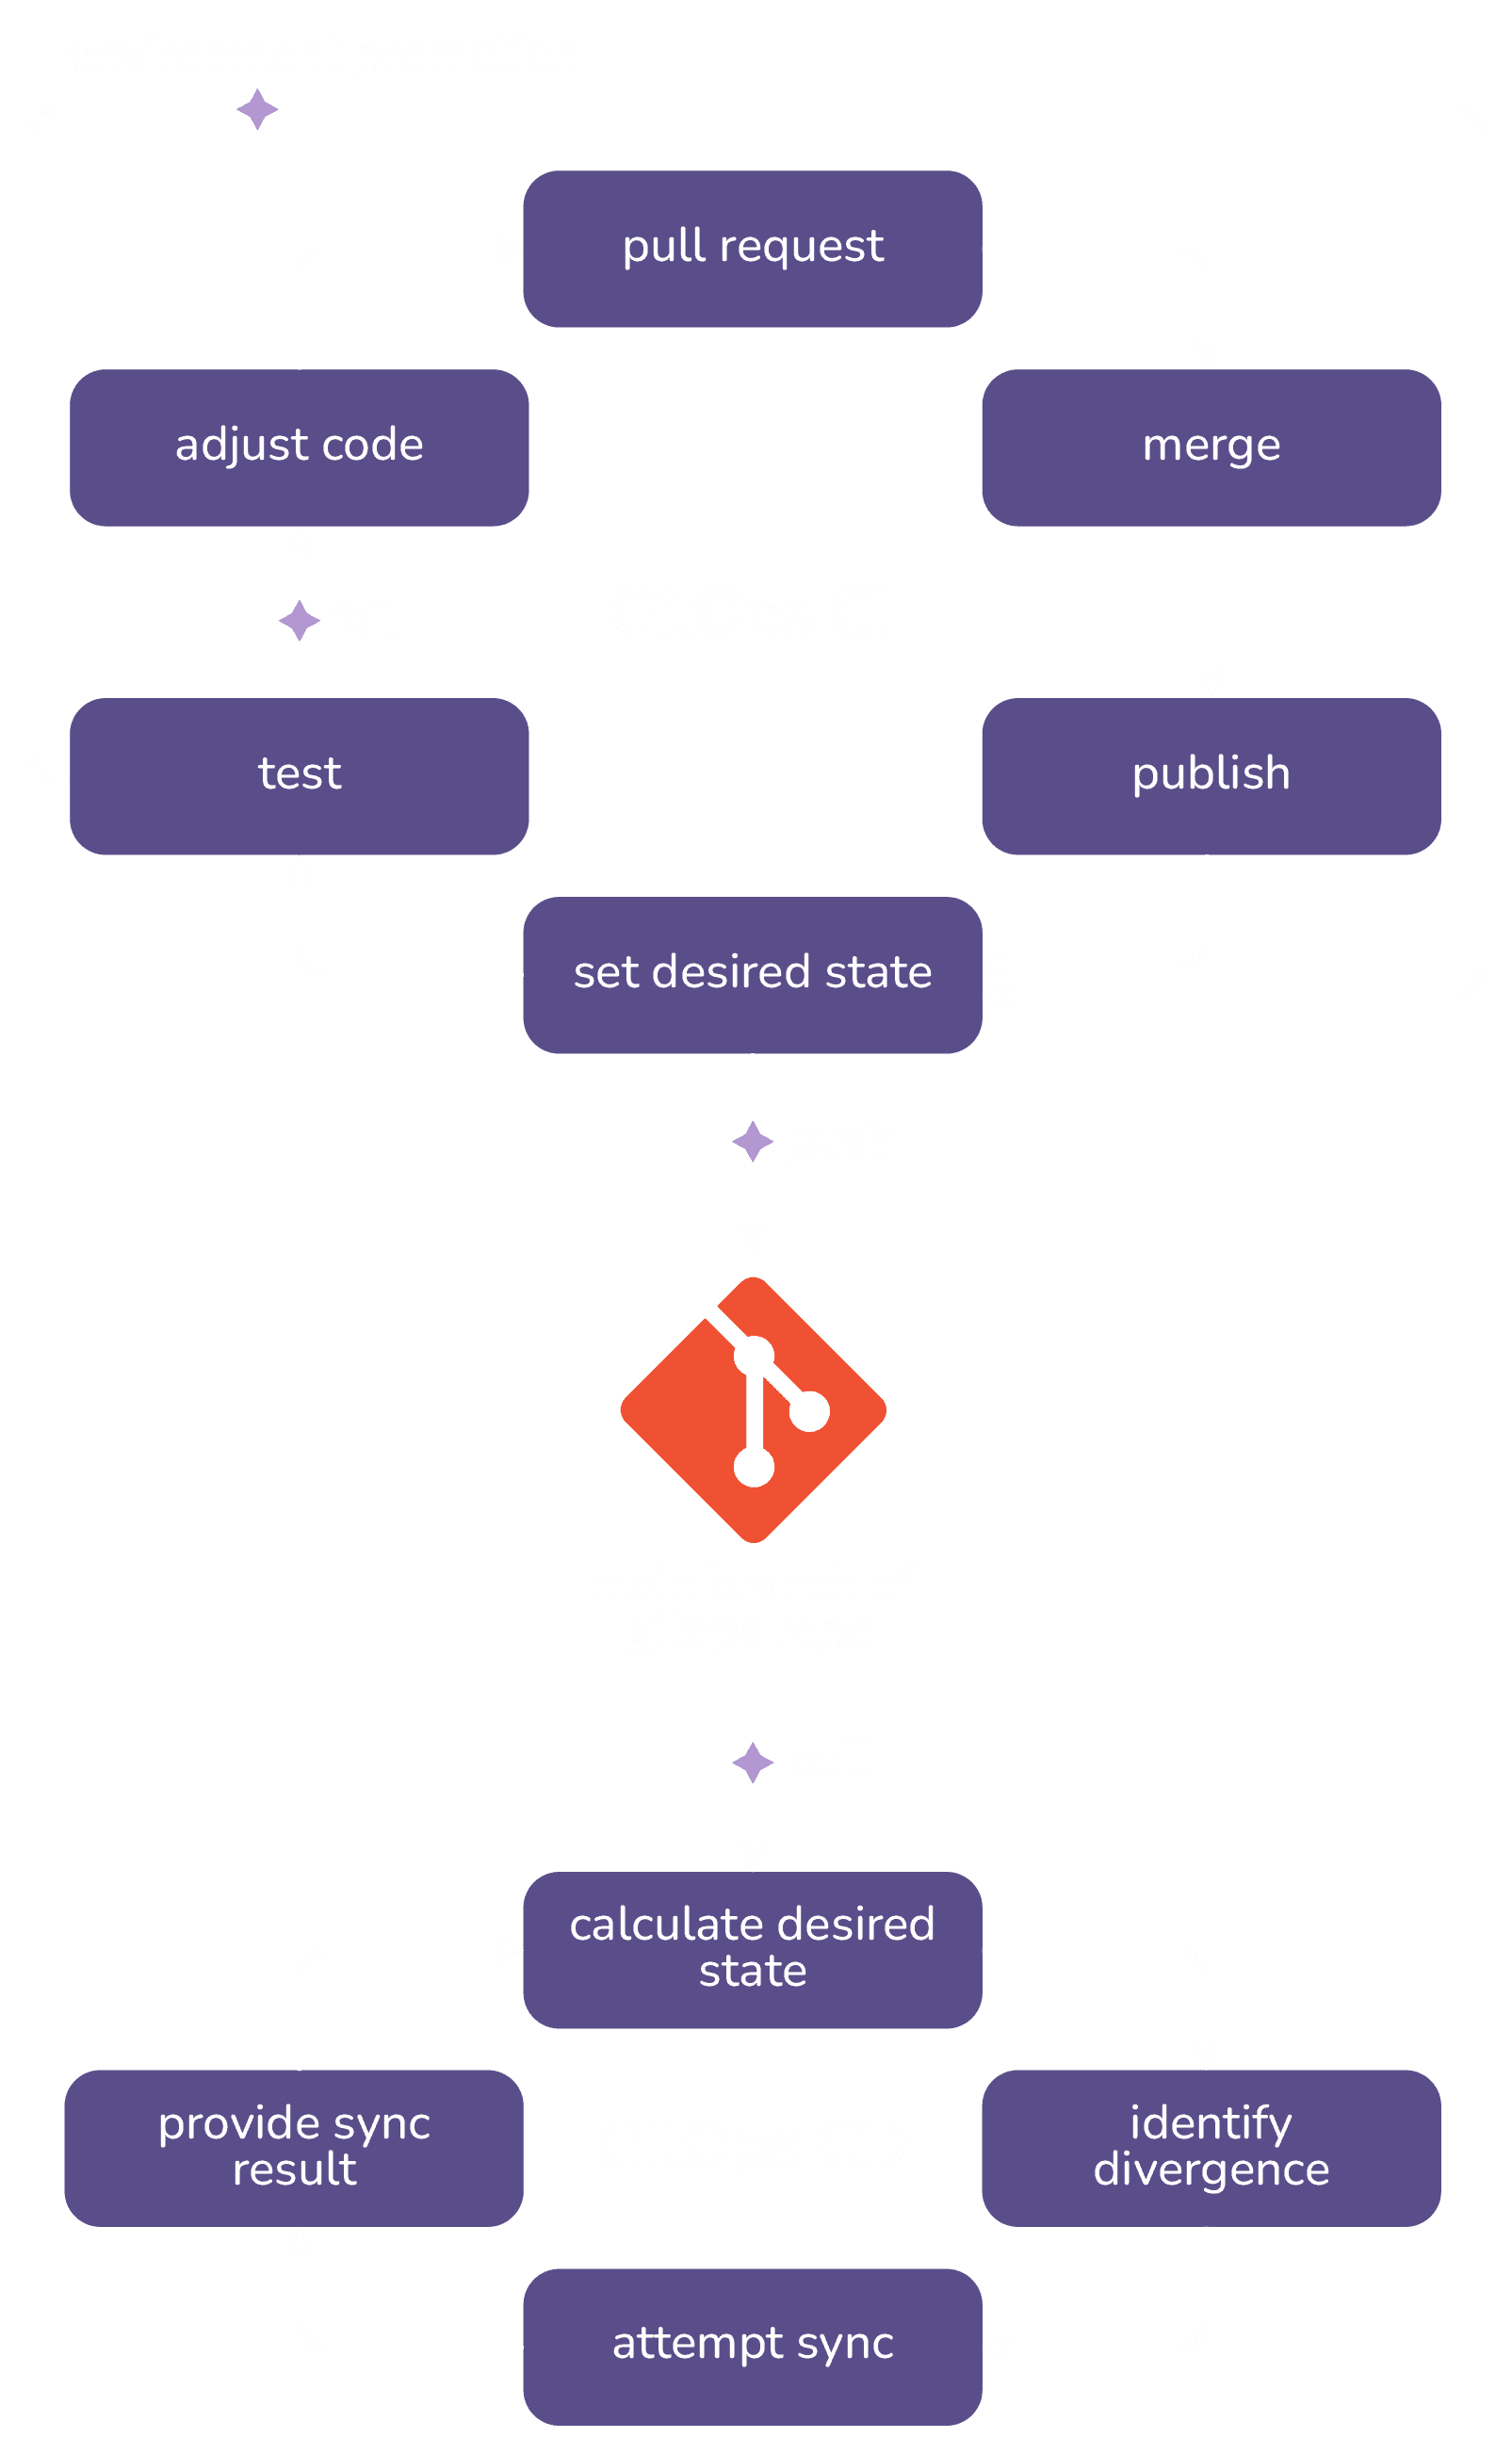 pull request
adjust code
merge
test
publish
set desired state
calculate desired
state
provide sync
result
identify
divergence
attempt sync